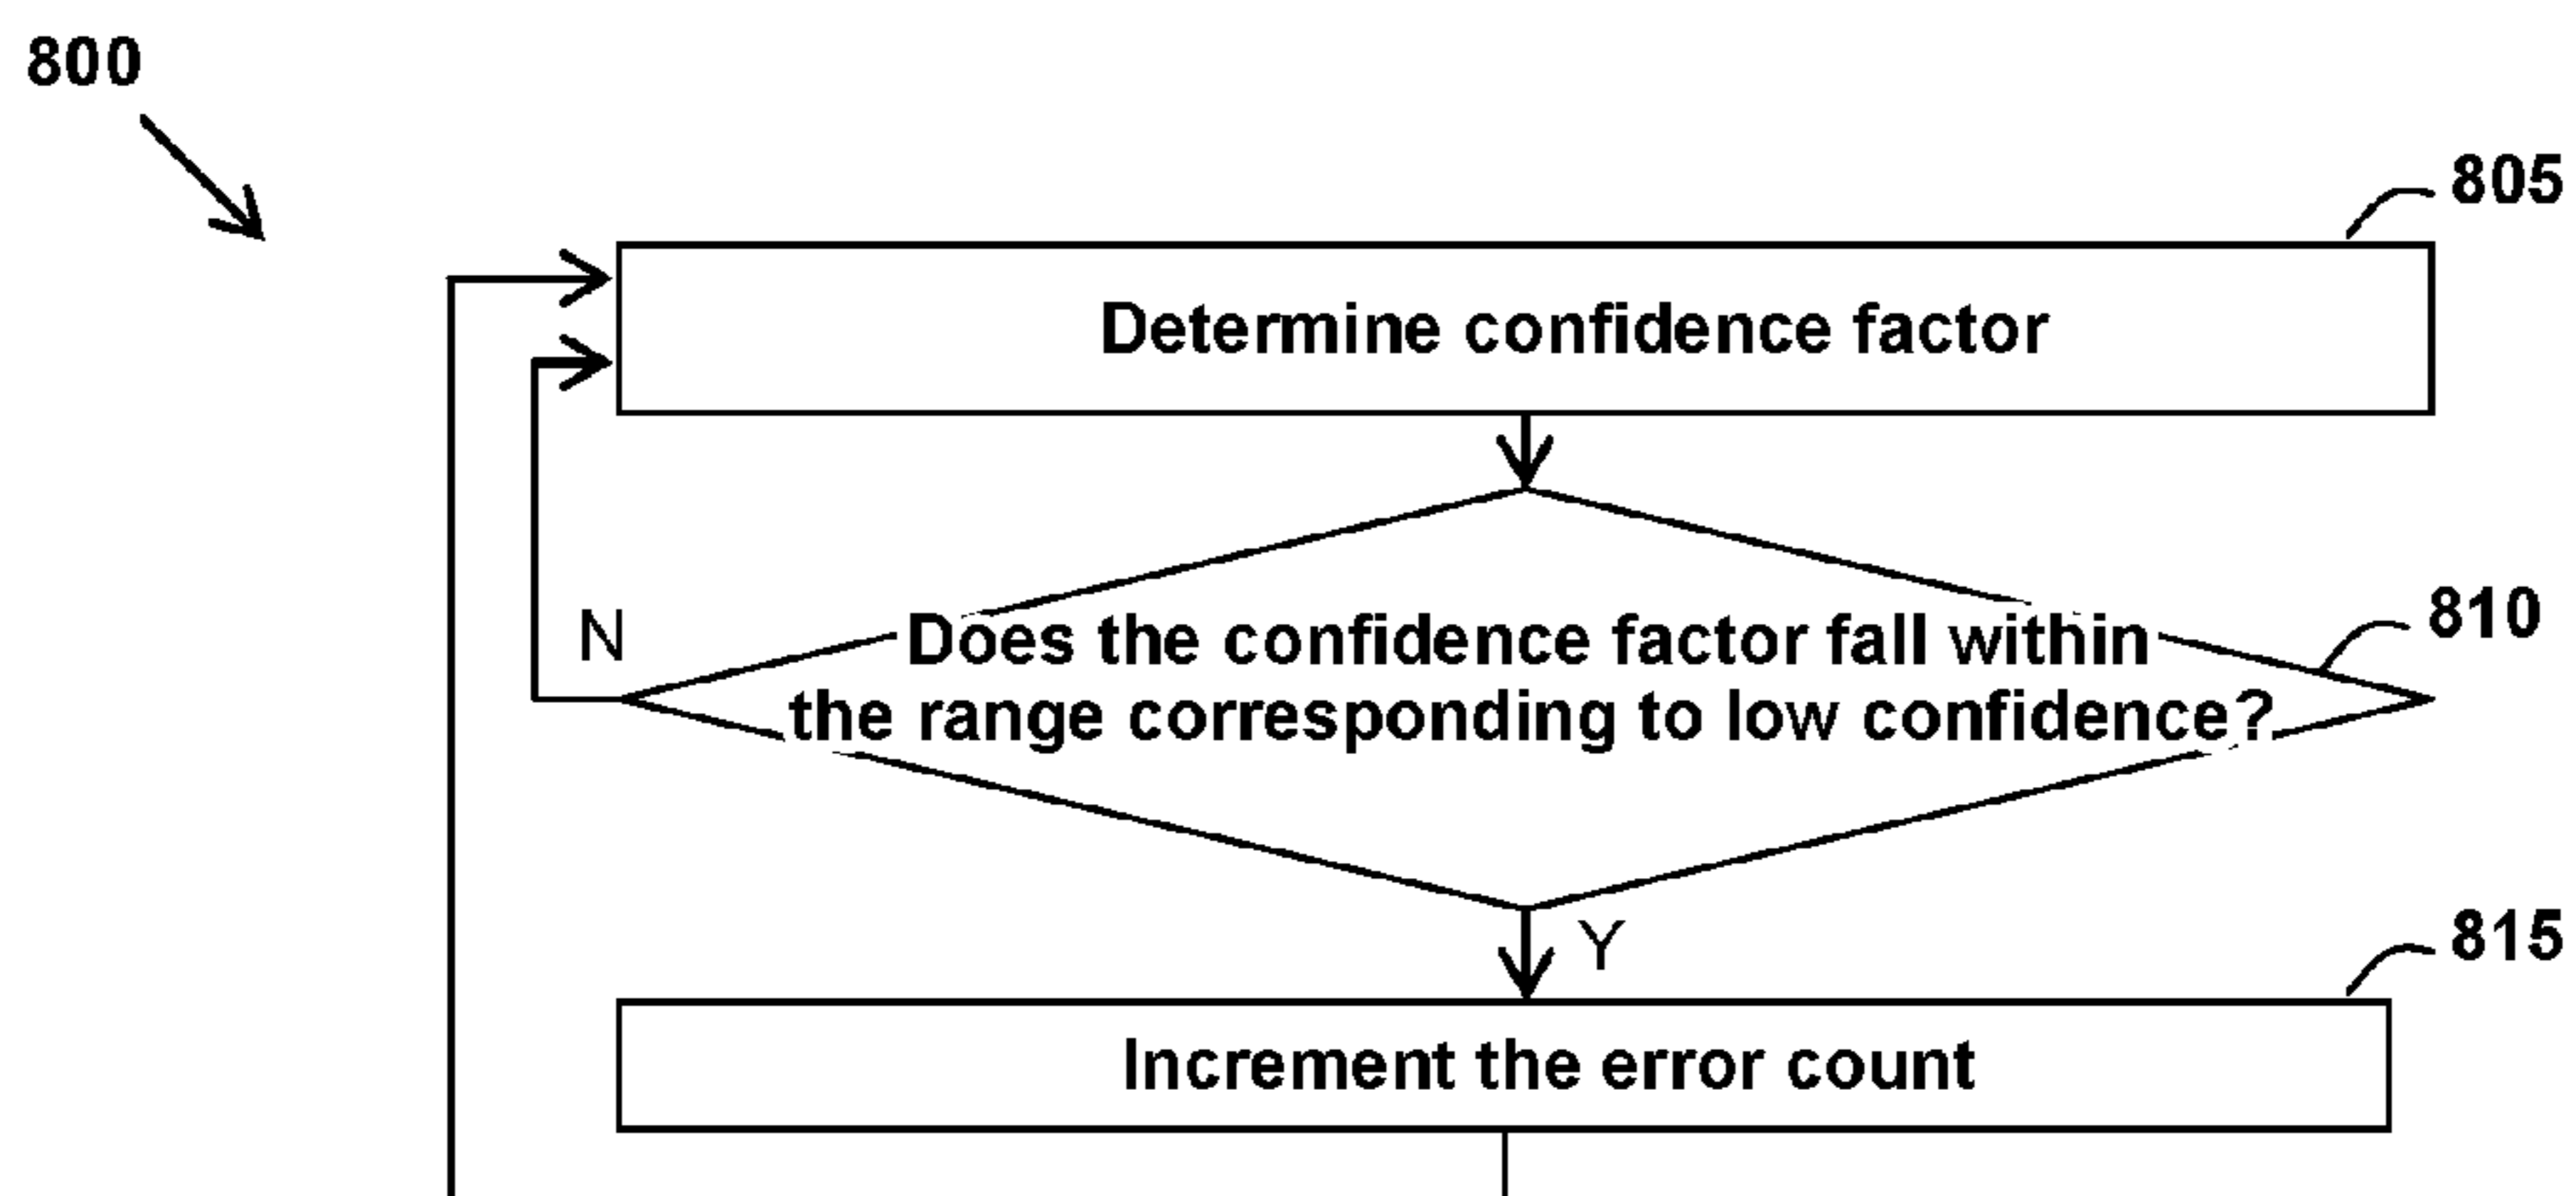 800
805
Determine confidence factor
N
Does the confidence factor fall within
the range corresponding to low confidence?
810
Y
815
Increment the error count